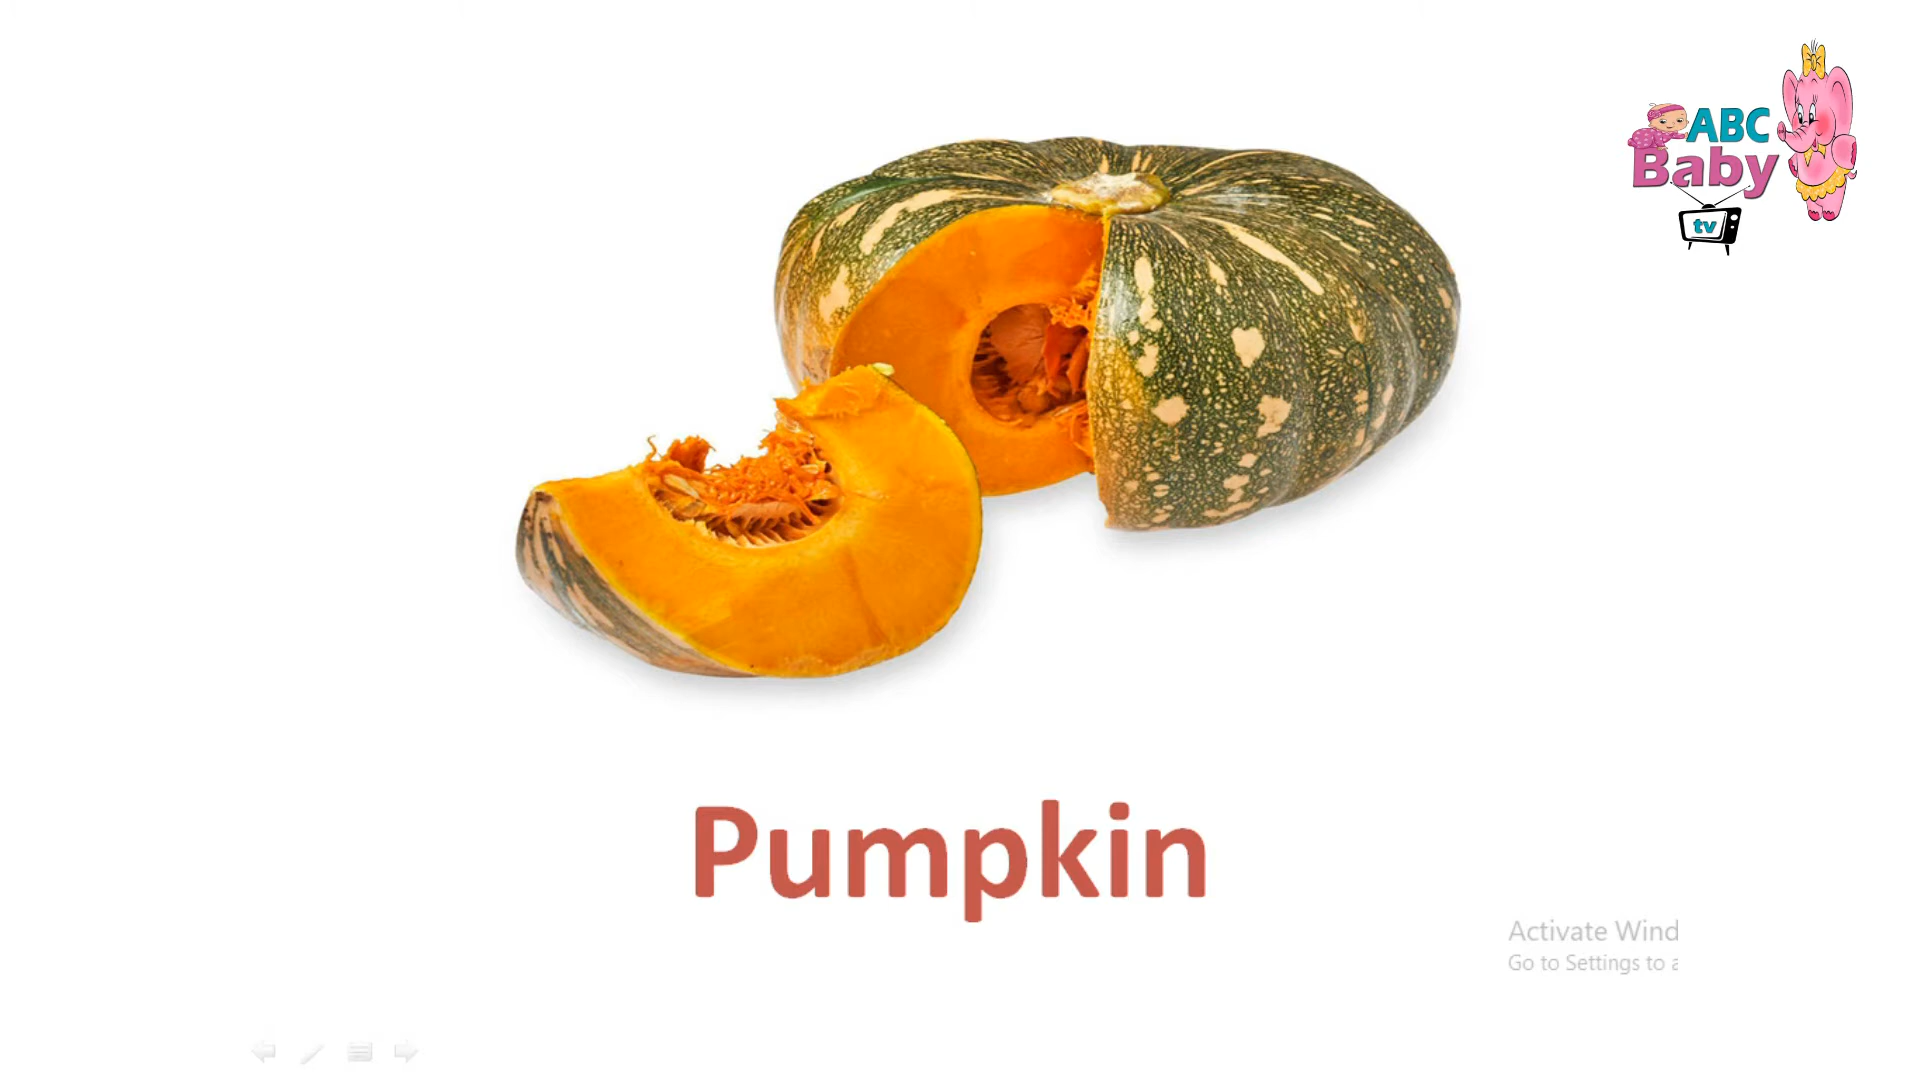 ABC
Baby
tv
Pumpkin
Activate Wind
Go to Settings to a